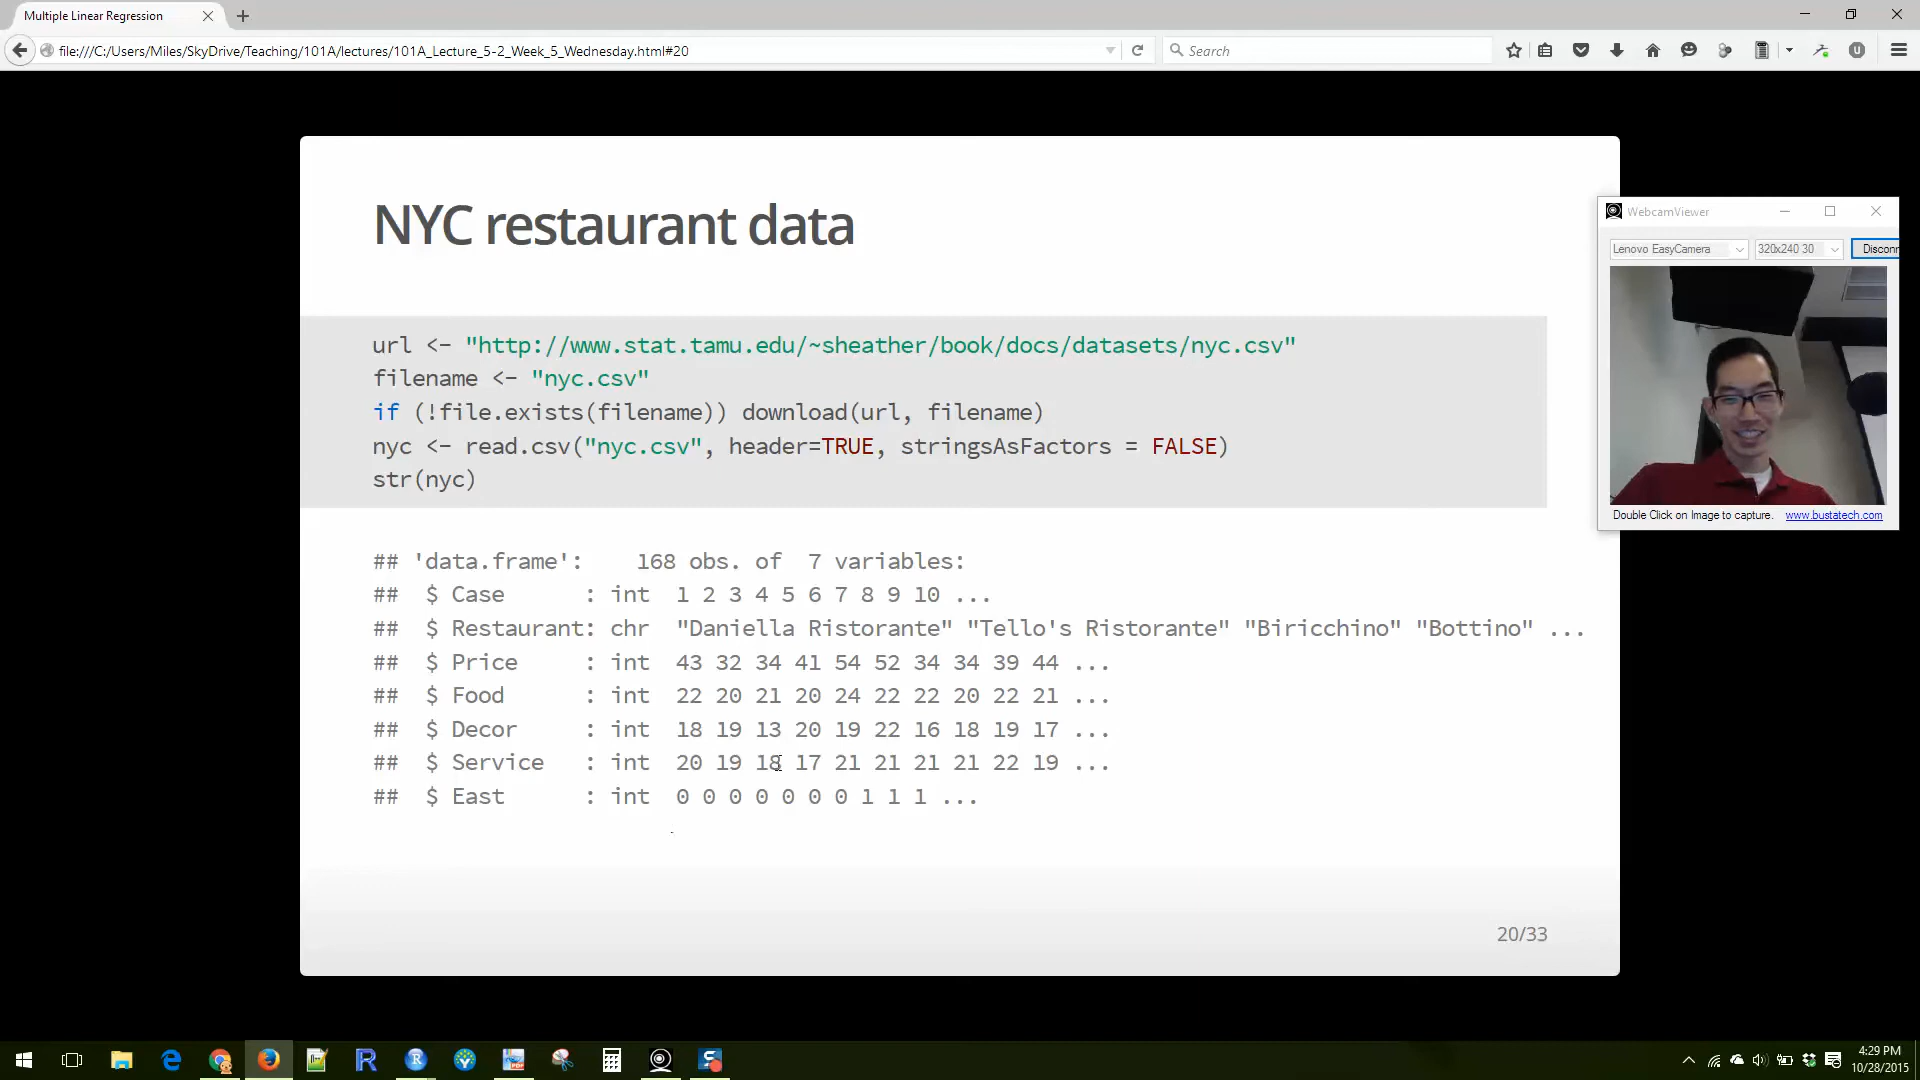 Multiple Linear Regression
file:///C:/Users/Miles/SkyDrive/Teaching/101A/lectures/101A_Lecture_5-2_Week_5_Wednesday.html#20
Search
NYC restaurant data
url <- "http://www.stat.tamu.edu/~sheather/book/docs/datasets/nyc.csv"
filename <- "nyc.csv"
if (!file.exists(filename)) download(url, filename)
nyc <- read.csv("nyc.csv", header=TRUE, stringsAsFactors = FALSE)
str(nyc)
## 'data.frame': 168 obs. of 7 variables:
## $ Case : int 1 2 3 4 5 6 7 8 9 10 ...
## $ Restaurant: chr "Daniella Ristorante" "Tello's Ristorante" "Biricchino" "Bottino" ...
## $ Price : int 43 32 34 41 54 52 34 34 39 44 ...
## $ Food : int 22 20 21 20 24 22 22 20 22 21 ...
## $ Decor : int 18 19 13 20 19 22 16 18 19 17 ...
## $ Service : int 20 19 18 17 21 21 21 21 22 19 ...
## $ East : int 0 0 0 0 0 0 0 1 1 1 ...
20/33
WebcamViewer
Lenovo EasyCamera 320x240 30 Disconn
Double Click on Image to capture. www.bustatech.com
4:29 PM
10/28/2015